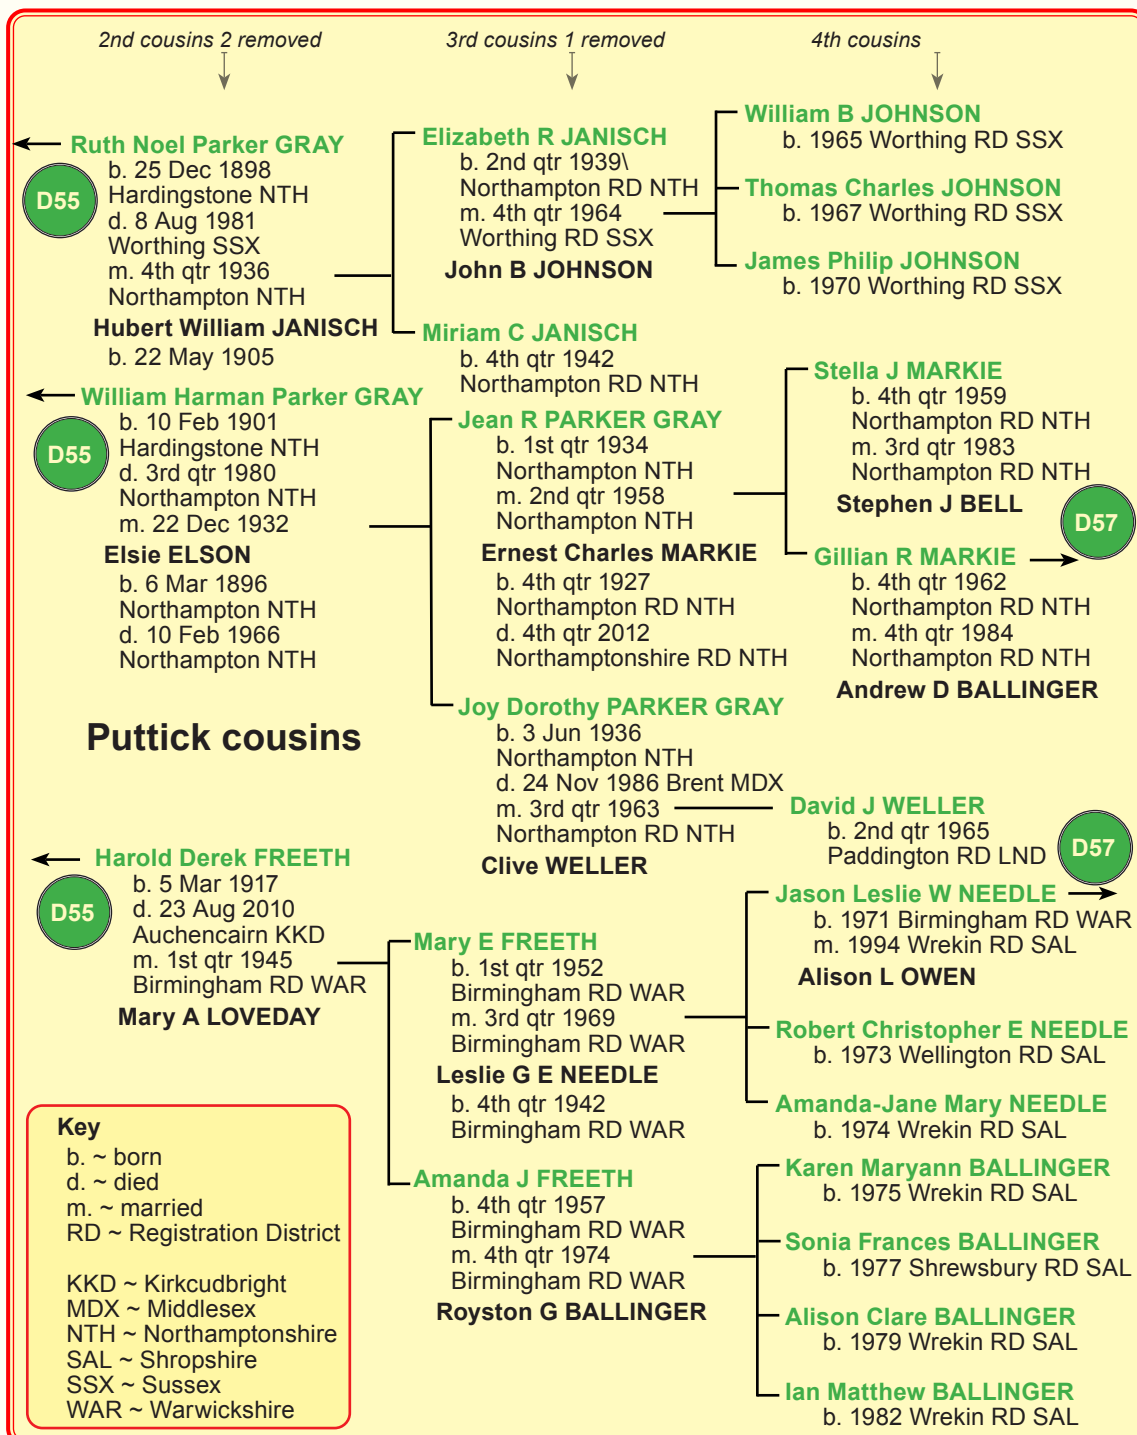 2nd cousins 2 removed
3rd cousins 1 removed
4th cousins
Ruth Noel Parker GRAY
D55
b. 25 Dec 1898
Hardingstone NTH
d. 8 Aug 1981
Worthing SSX
m. 4th qtr 1936
Northampton NTH
Hubert William JANISCH
b. 22 May 1905
Elizabeth R JANISCH
b. 2nd qtr 1939\
Northampton RD NTH
m. 4th qtr 1964
Worthing RD SSX
John B JOHNSON
William B JOHNSON
b. 1965 Worthing RD SSX
Thomas Charles JOHNSON
b. 1967 Worthing RD SSX
James Philip JOHNSON
b. 1970 Worthing RD SSX
Miriam C JANISCH
b. 4th qtr 1942
Northampton RD NTH
William Harman Parker GRAY
D55
b. 10 Feb 1901
Hardingstone NTH
d. 3rd qtr 1980
Northampton NTH
m. 22 Dec 1932
Elsie ELSON
b. 6 Mar 1896
Northampton NTH
d. 10 Feb 1966
Northampton NTH
Jean R PARKER GRAY
b. 1st qtr 1934
Northampton NTH
m. 2nd qtr 1958
Northampton NTH
Ernest Charles MARKIE
b. 4th qtr 1927
Northampton RD NTH
d. 4th qtr 2012
Northamptonshire RD NTH
Stella J MARKIE
b. 4th qtr 1959
Northampton RD NTH
m. 3rd qtr 1983
Northampton RD NTH
Stephen J BELL
D57
Gillian R MARKIE
b. 4th qtr 1962
Northampton RD NTH
m. 4th qtr 1984
Northampton RD NTH
Andrew D BALLINGER
Joy Dorothy PARKER GRAY
b. 3 Jun 1936
Northampton NTH
d. 24 Nov 1986 Brent MDX
m. 3rd qtr 1963
Northampton RD NTH
Clive WELLER
David J WELLER
b. 2nd qtr 1965
Paddington RD LND
D57
Puttick cousins
Harold Derek FREETH
D55
b. 5 Mar 1917
d. 23 Aug 2010
Auchencairn KKD
m. 1st qtr 1945
Birmingham RD WAR
Mary A LOVEDAY
Mary E FREETH
b. 1st qtr 1952
Birmingham RD WAR
m. 3rd qtr 1969
Birmingham RD WAR
Leslie G E NEEDLE
b. 4th qtr 1942
Birmingham RD WAR
Jason Leslie W NEEDLE
b. 1971 Birmingham RD WAR
m. 1994 Wrekin RD SAL
Alison L OWEN
Robert Christopher E NEEDLE
b. 1973 Wellington RD SAL
Amanda-Jane Mary NEEDLE
b. 1974 Wrekin RD SAL
Amanda J FREETH
b. 4th qtr 1957
Birmingham RD WAR
m. 4th qtr 1974
Birmingham RD WAR
Royston G BALLINGER
Karen Maryann BALLINGER
b. 1975 Wrekin RD SAL
Sonia Frances BALLINGER
b. 1977 Shrewsbury RD SAL
Alison Clare BALLINGER
b. 1979 Wrekin RD SAL
Ian Matthew BALLINGER
b. 1982 Wrekin RD SAL
Key
b. ~ born
d. ~ died
m. ~ married
RD ~ Registration District
KKD ~ Kirkcudbright
MDX ~ Middlesex
NTH ~ Northamptonshire
SAL ~ Shropshire
SSX ~ Sussex
WAR ~ Warwickshire